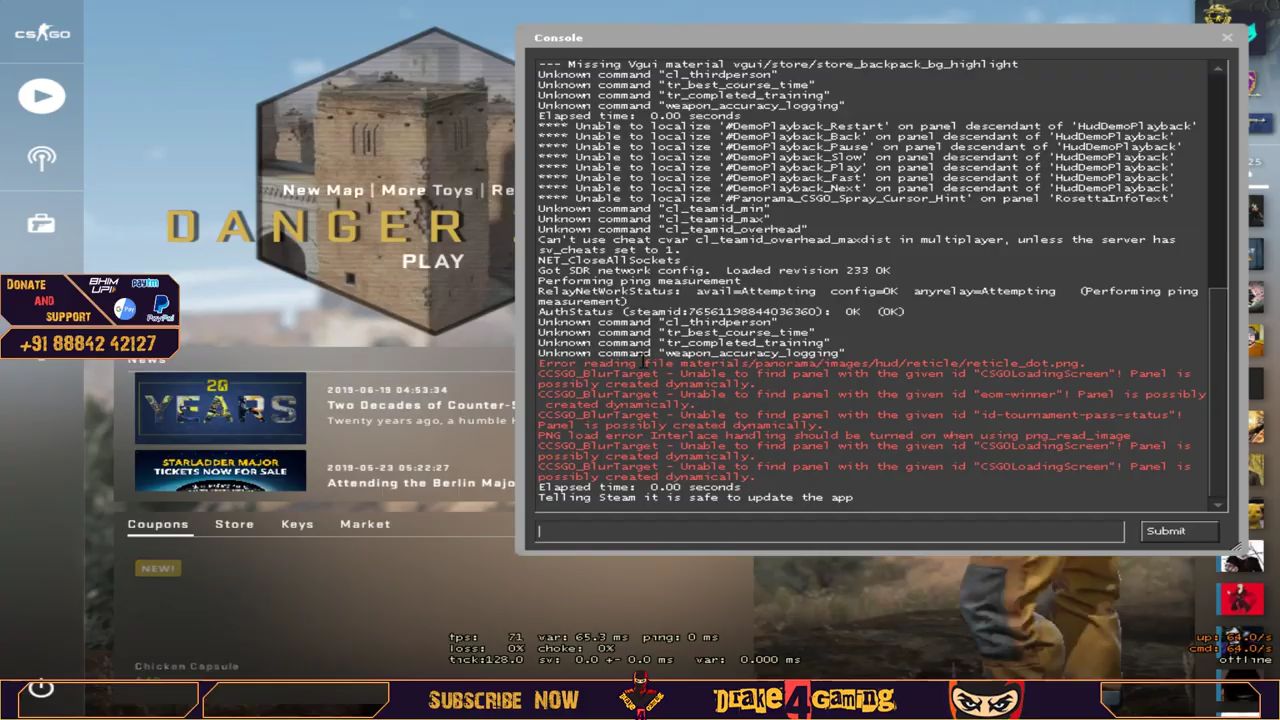 CS:GO
New Map | More Toys | Re
DANGER
PLAY
DONATE
AND
SUPPORT
BHIM
UPI
paytm
G Pay
PayPal
+91 88842 42127
News
20
YEARS
2019-06-19 04:53:34
Two Decades of Counter-S
Twenty years ago, a humble H
STARLADDER MAJOR
TICKETS NOW FOR SALE
2019-05-23 05:22:27
Attending the Berlin Majo
Coupons Store Keys Market
NEW!
Chicken Capsule
Console
--- Missing Vgui material vgui/store/store_backpack_bg_highlight
Unknown command "cl_thirdperson"
Unknown command "tr_best_course_time"
Unknown command "tr_completed_training"
Unknown command "weapon_accuracy_logging"
Elapsed time: 0.00 seconds
**** Unable to localize '#DemoPlayback_Restart' on panel descendant of 'HudDemoPlayback'
**** Unable to localize '#DemoPlayback_Back' on panel descendant of 'HudDemoPlayback'
**** Unable to localize '#DemoPlayback_Pause' on panel descendant of 'HudDemoPlayback'
**** Unable to localize '#DemoPlayback_Slow' on panel descendant of 'HudDemoPlayback'
**** Unable to localize '#DemoPlayback_Play' on panel descendant of 'HudDemoPlayback'
**** Unable to localize '#DemoPlayback_Fast' on panel descendant of 'HudDemoPlayback'
**** Unable to localize '#DemoPlayback_Next' on panel descendant of 'HudDemoPlayback'
**** Unable to localize '#Panorama_CSGO_Spray_Cursor_Hint' on panel 'RosettaInfoText'
Unknown command "cl_teamid_min"
Unknown command "cl_teamid_max"
Unknown command "cl_teamid_overhead"
Can't use cheat cvar cl_teamid_overhead_maxdist in multiplayer, unless the server has
sv_cheats set to 1.
NET_CloseAllSockets
Got SDR network config. Loaded revision 233 OK
Performing ping measurement
RelayNetworkStatus: avail=Attempting config=OK anyrelay=Attempting (Performing ping
measurement)
AuthStatus (steamid:76561198844036360): OK (OK)
Unknown command "cl_thirdperson"
Unknown command "tr_best_course_time"
Unknown command "tr_completed_training"
Unknown command "weapon_accuracy_logging"
Error reading file materials/panorama/images/hud/reticle/reticle_dot.png.
CCSGO_BlurTarget - Unable to find panel with the given id "CSGOLoadingScreen"! Panel is
possibly created dynamically.
CCSGO_BlurTarget - Unable to find panel with the given id "eom-winner"! Panel is possibly
created dynamically.
CCSGO_BlurTarget - Unable to find panel with the given id "id-tournament-pass-status"!
Panel is possibly created dynamically.
PNG load error Interlace handling should be turned on when using png_read_image
CCSGO_BlurTarget - Unable to find panel with the given id "CSGOLoadingScreen"! Panel is
possibly created dynamically.
CCSGO_BlurTarget - Unable to find panel with the given id "CSGOLoadingScreen"! Panel is
possibly created dynamically.
Elapsed time: 0.00 seconds
Telling Steam it is safe to update the app
Submit
fps: 71 var: 65.3 ms ping: 0 ms
loss: 0% choke: 0%
tick:128.0 sv: 0.0 +- 0.0 ms var: 0.000 ms
up: 64.0/s
cmd: 64.0/s
offline
SUBSCRIBE NOW
DRAKE4GAMING